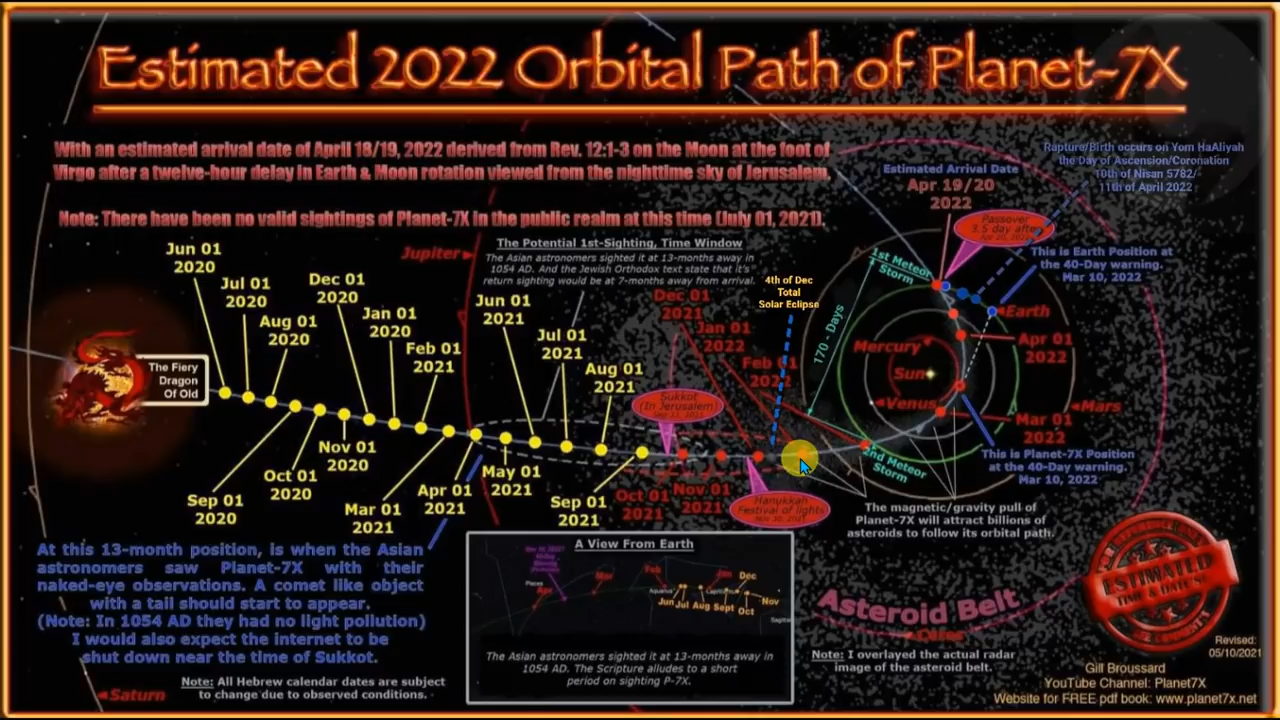 Estimated 2022 Orbital Path of Planet-7X
With an estimated arrival date of April 18/19, 2022 derived from Rev. 12:1-3 on the Moon at the foot of
Virgo after a twelve-hour delay in Earth & Moon rotation viewed from the nighttime sky of Jerusalem.
Note: There have been no valid sightings of Planet-7X in the public realm at this time (July 01, 2021).
Rapture/Birth occurs on Yom HaAliyah
the Day of Ascension/Coronation
10th of Nisan 5782/
11th of April 2022
Estimated Arrival Date
Apr 19/20
2022
Passover
3.5 day after
This is Earth Position at
the 40-Day warning.
Mar 10, 2022
1st Meteor
Storm
170 - Days
Earth
Mercury
Sun
Venus
Mars
Apr 01
2022
Mar 01
2022
This is Planet-7X Position
at the 40-Day warning.
Mar 10, 2022
2nd Meteor
Storm
The magnetic/gravity pull of
Planet-7X will attract billions of
asteroids to follow its orbital path.
Jupiter
The Potential 1st-Sighting, Time Window
The Asian astronomers sighted it at 13-months away in
1054 AD. And the Jewish Orthodox text state that it's
return sighting would be at 7-months away from arrival.
4th of Dec
Total
Solar Eclipse
The Fiery
Dragon
Of Old
Jun 01
2020
Jul 01
2020
Aug 01
2020
Sep 01
2020
Oct 01
2020
Nov 01
2020
Dec 01
2020
Jan 01
2020
Feb 01
2021
Mar 01
2021
Apr 01
2021
May 01
2021
Jun 01
2021
Jul 01
2021
Aug 01
2021
Sep 01
2021
Oct 01
2021
Nov 01
2021
Dec 01
2021
Jan 01
2022
Feb 01
2022
Sukkot
(In Jerusalem)
Hanukkah
Festival of lights
At this 13-month position, is when the Asian
astronomers saw Planet-7X with their
naked-eye observations. A comet like object
with a tail should start to appear.
(Note: In 1054 AD they had no light pollution)
I would also expect the internet to be
shut down near the time of Sukkot.
Saturn
Note: All Hebrew calendar dates are subject
to change due to observed conditions.
A View From Earth
Pisces
Apr
Mar
Feb
Aquarius
Jan
Dec
Jun Jul Aug Sept Oct Nov
The Asian astronomers sighted it at 13-months away in
1054 AD. The Scripture alludes to a short
period on sighting P-7X.
Asteroid Belt
Note: I overlayed the actual radar
image of the asteroid belt.
ESTIMATED
TIME & DATE'S
Revised:
05/10/2021
Gill Broussard
YouTube Channel: Planet7X
Website for FREE pdf book: www.planet7x.net